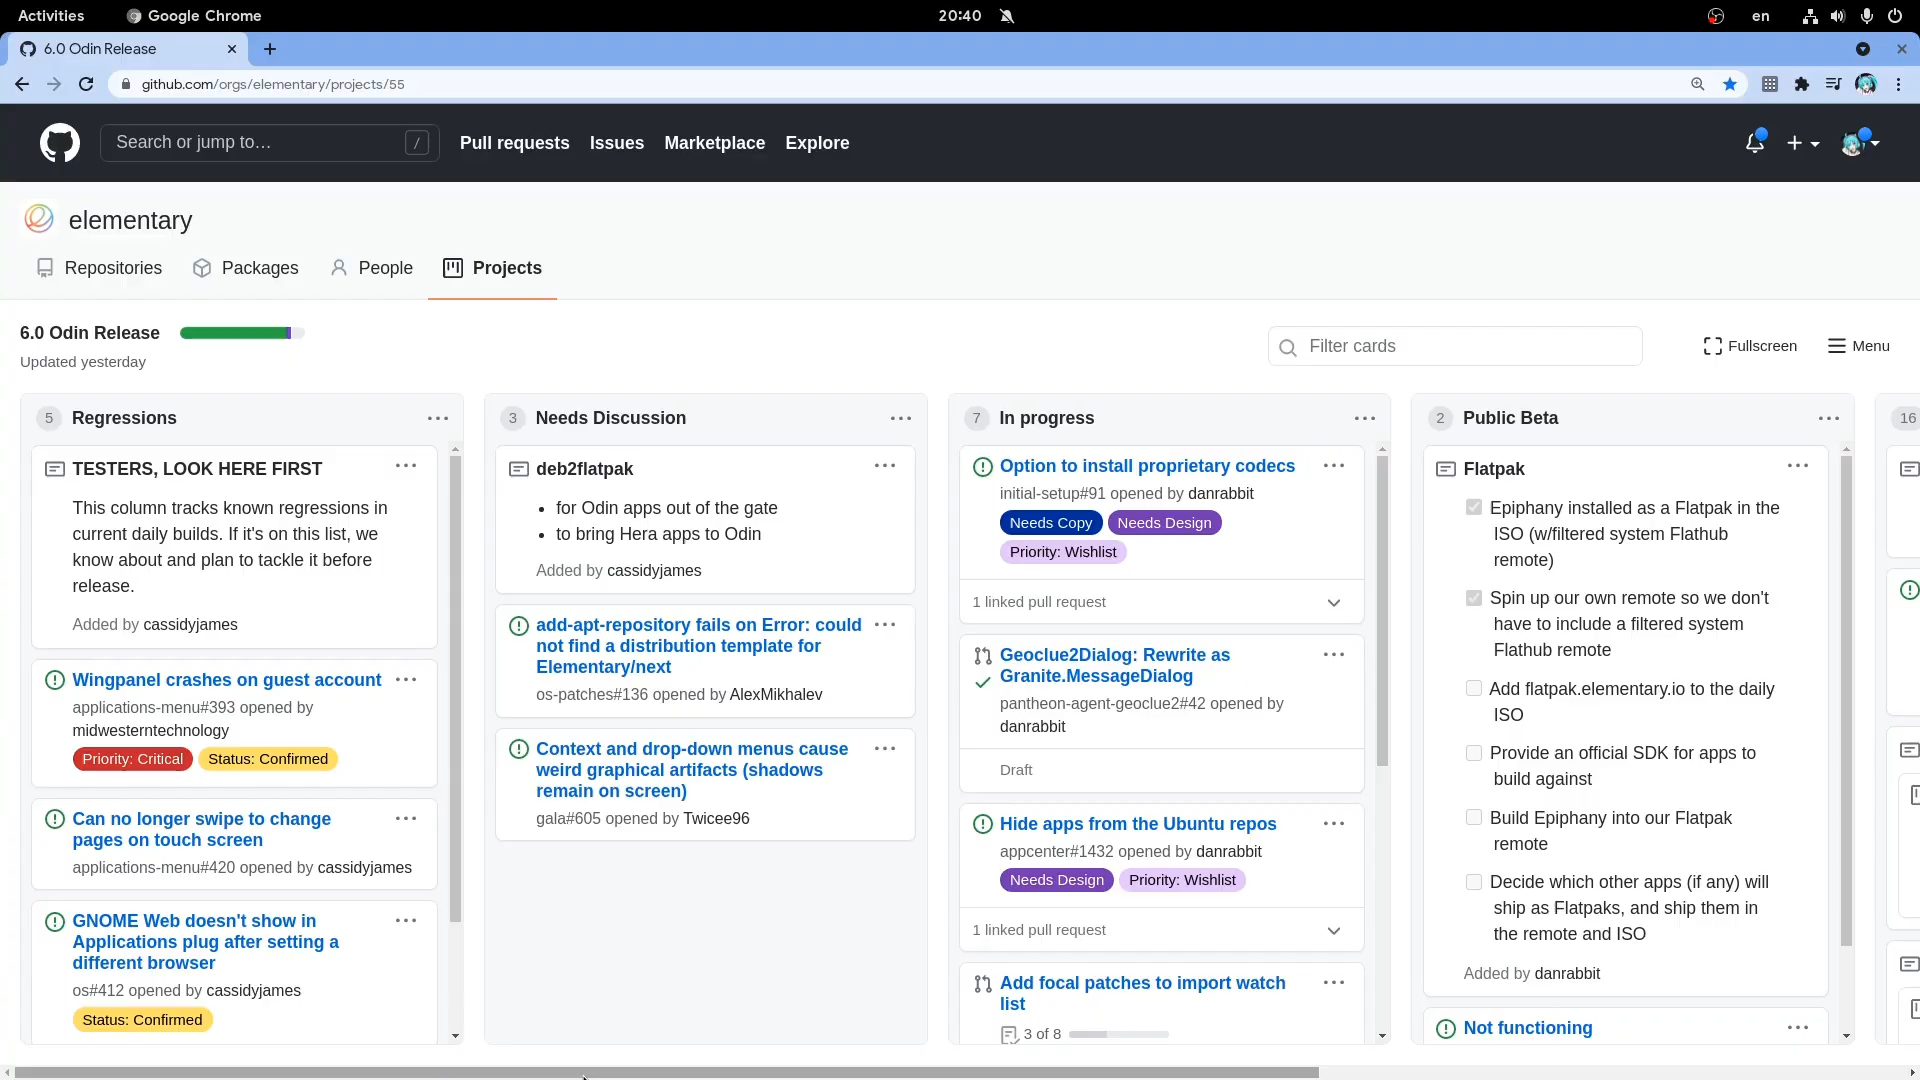 Activities
Google Chrome
20:40
en
6.0 Odin Release
github.com/orgs/elementary/projects/55
Search or jump to…
/
Pull requests
Issues
Marketplace
Explore
elementary
Repositories
Packages
People
Projects
6.0 Odin Release
Updated yesterday
Filter cards
Fullscreen
Menu
5 Regressions
TESTERS, LOOK HERE FIRST
This column tracks known regressions in
current daily builds. If it's on this list, we
know about and plan to tackle it before
release.
Added by cassidyjames
Wingpanel crashes on guest account
applications-menu#393 opened by
midwesterntechnology
Priority: Critical
Status: Confirmed
Can no longer swipe to change
pages on touch screen
applications-menu#420 opened by cassidyjames
GNOME Web doesn't show in
Applications plug after setting a
different browser
os#412 opened by cassidyjames
Status: Confirmed
3 Needs Discussion
deb2flatpak
• for Odin apps out of the gate
• to bring Hera apps to Odin
Added by cassidyjames
add-apt-repository fails on Error: could
not find a distribution template for
Elementary/next
os-patches#136 opened by AlexMikhalev
Context and drop-down menus cause
weird graphical artifacts (shadows
remain on screen)
gala#605 opened by Twicee96
7 In progress
Option to install proprietary codecs
initial-setup#91 opened by danrabbit
Needs Copy
Needs Design
Priority: Wishlist
1 linked pull request
Geoclue2Dialog: Rewrite as
Granite.MessageDialog
pantheon-agent-geoclue2#42 opened by
danrabbit
Draft
Hide apps from the Ubuntu repos
appcenter#1432 opened by danrabbit
Needs Design
Priority: Wishlist
1 linked pull request
Add focal patches to import watch
list
3 of 8
2 Public Beta
Flatpak
Epiphany installed as a Flatpak in the
ISO (w/filtered system Flathub
remote)
Spin up our own remote so we don't
have to include a filtered system
Flathub remote
Add flatpak.elementary.io to the daily
ISO
Provide an official SDK for apps to
build against
Build Epiphany into our Flatpak
remote
Decide which other apps (if any) will
ship as Flatpaks, and ship them in
the remote and ISO
Added by danrabbit
Not functioning
16